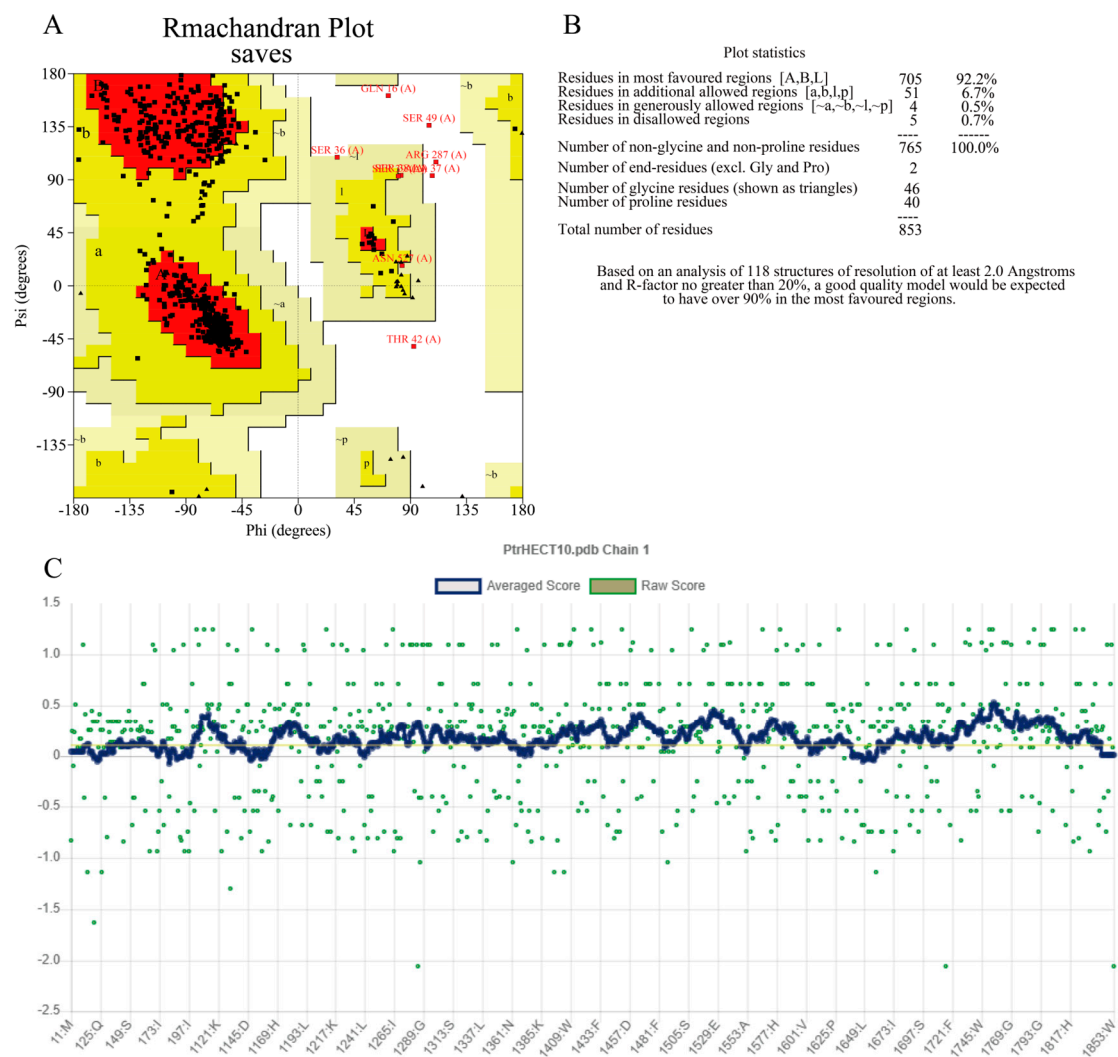 A
Rmachandran Plot
saves
B
180
135
90
45
0
-45
-90
-135
-180
-135
-90
-45
0
45
90
135
180
Psi (degrees)
Phi (degrees)
B
b
~b
GLN 16 (A)
~b
b
SER 49 (A)
SER 36 (A)
~l
ARG 287 (A)
37 (A)
l
a
A
~a
THR 42 (A)
~b
b
~p
p
~b
Plot statistics
Residues in most favoured regions [A,B,L] 705 92.2%
Residues in additional allowed regions [a,b,l,p] 51 6.7%
Residues in generously allowed regions [~a,~b,~l,~p] 4 0.5%
Residues in disallowed regions 5 0.7%
---- ------
Number of non-glycine and non-proline residues 765 100.0%
Number of end-residues (excl. Gly and Pro) 2
Number of glycine residues (shown as triangles) 46
Number of proline residues 40
----
Total number of residues 853
Based on an analysis of 118 structures of resolution of at least 2.0 Angstroms
and R-factor no greater than 20%, a good quality model would be expected
to have over 90% in the most favoured regions.
C
PtrHECT10.pdb Chain 1
Averaged Score
Raw Score
1.5
1.0
0.5
0
-0.5
-1.0
-1.5
-2.0
-2.5
11:M
125:Q
149:S
173:I
197:I
1121:K
1145:D
1169:H
1193:L
1217:K
1241:L
1265:I
1289:G
1313:S
1337:L
1361:N
1385:K
1409:W
1433:F
1457:D
1481:F
1505:S
1529:E
1553:A
1577:H
1601:V
1625:P
1649:L
1673:I
1697:S
1721:F
1745:W
1769:G
1793:G
1817:H
1853:W